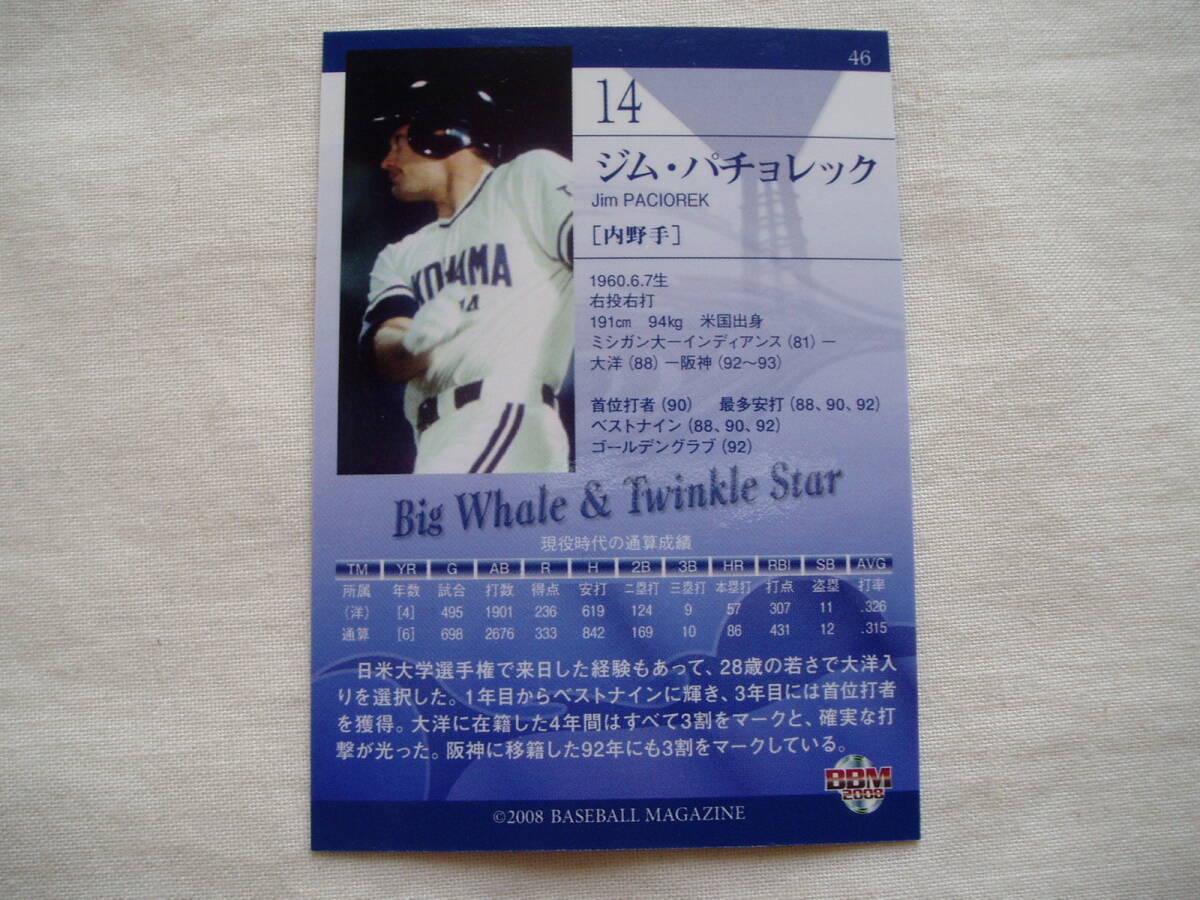 46
14
ジム・パチョレック
Jim PACIOREK
［内野手］
1960.6.7生
右投右打
191㎝ 94㎏ 米国出身
ミシガン大ーインディアンス（81）ー
大洋（88）ー阪神（92〜93）
首位打者（90） 最多安打（88、90、92）
ベストナイン（88、90、92）
ゴールデングラブ（92）
KOHAMA
14
Big Whale & Twinkle Star
現役時代の通算成績
TM YR G AB R H 2B 3B HR RBI SB AVG
所属 年数 試合 打数 得点 安打 二塁打 三塁打 本塁打 打点 盗塁 打率
（洋） [4] 495 1901 236 619 124 9 57 307 11 .326
通算 [6] 698 2676 333 842 169 10 86 431 12 .315
日米大学選手権で来日した経験もあって、28歳の若さで大洋入
りを選択した。1年目からベストナインに輝き、3年目には首位打者
を獲得。大洋に在籍した4年間はすべて3割をマークと、確実な打
撃が光った。阪神に移籍した92年にも3割をマークしている。
BBM
2008
©2008 BASEBALL MAGAZINE